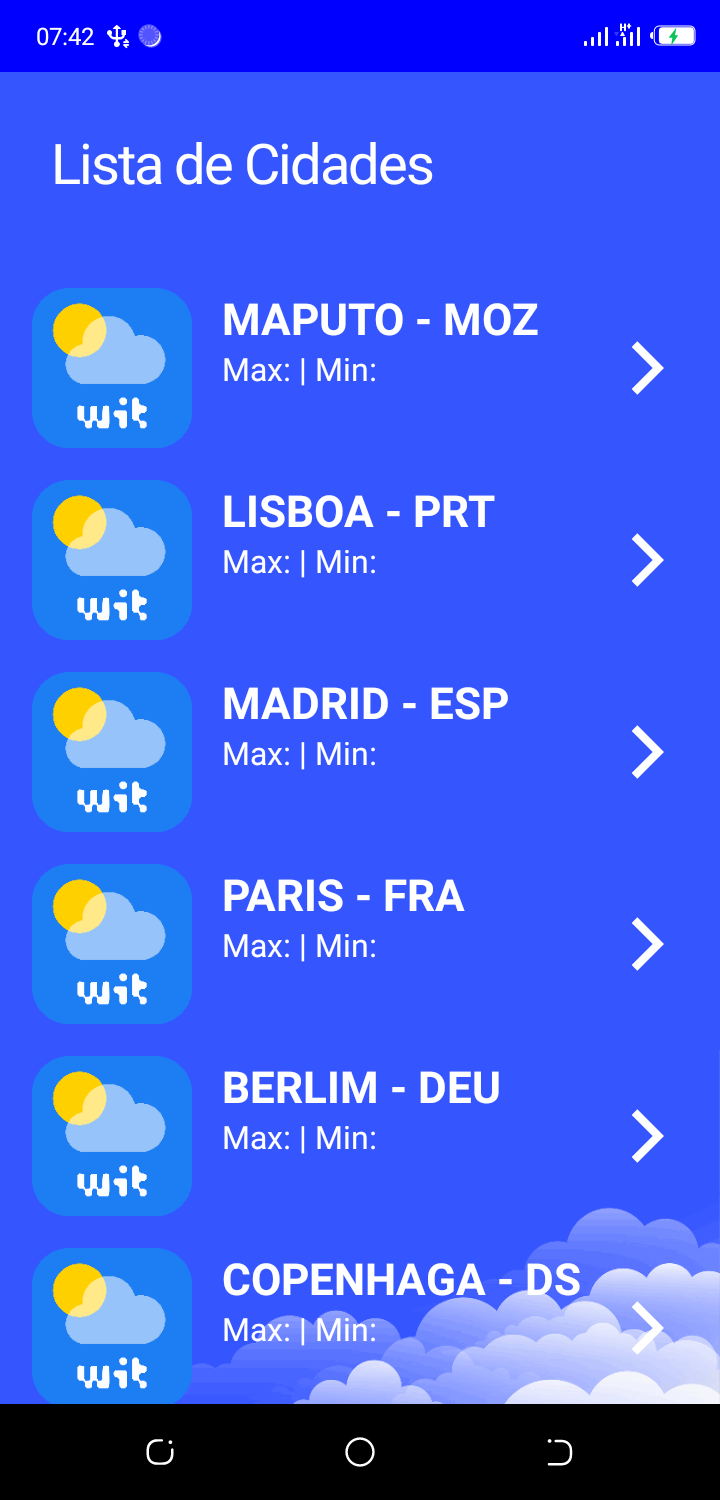 07:42
H+
Lista de Cidades
MAPUTO - MOZ
Max: | Min:
wit
LISBOA - PRT
Max: | Min:
wit
MADRID - ESP
Max: | Min:
wit
PARIS - FRA
Max: | Min:
wit
BERLIM - DEU
Max: | Min:
wit
COPENHAGA - DS
Max: | Min:
wit